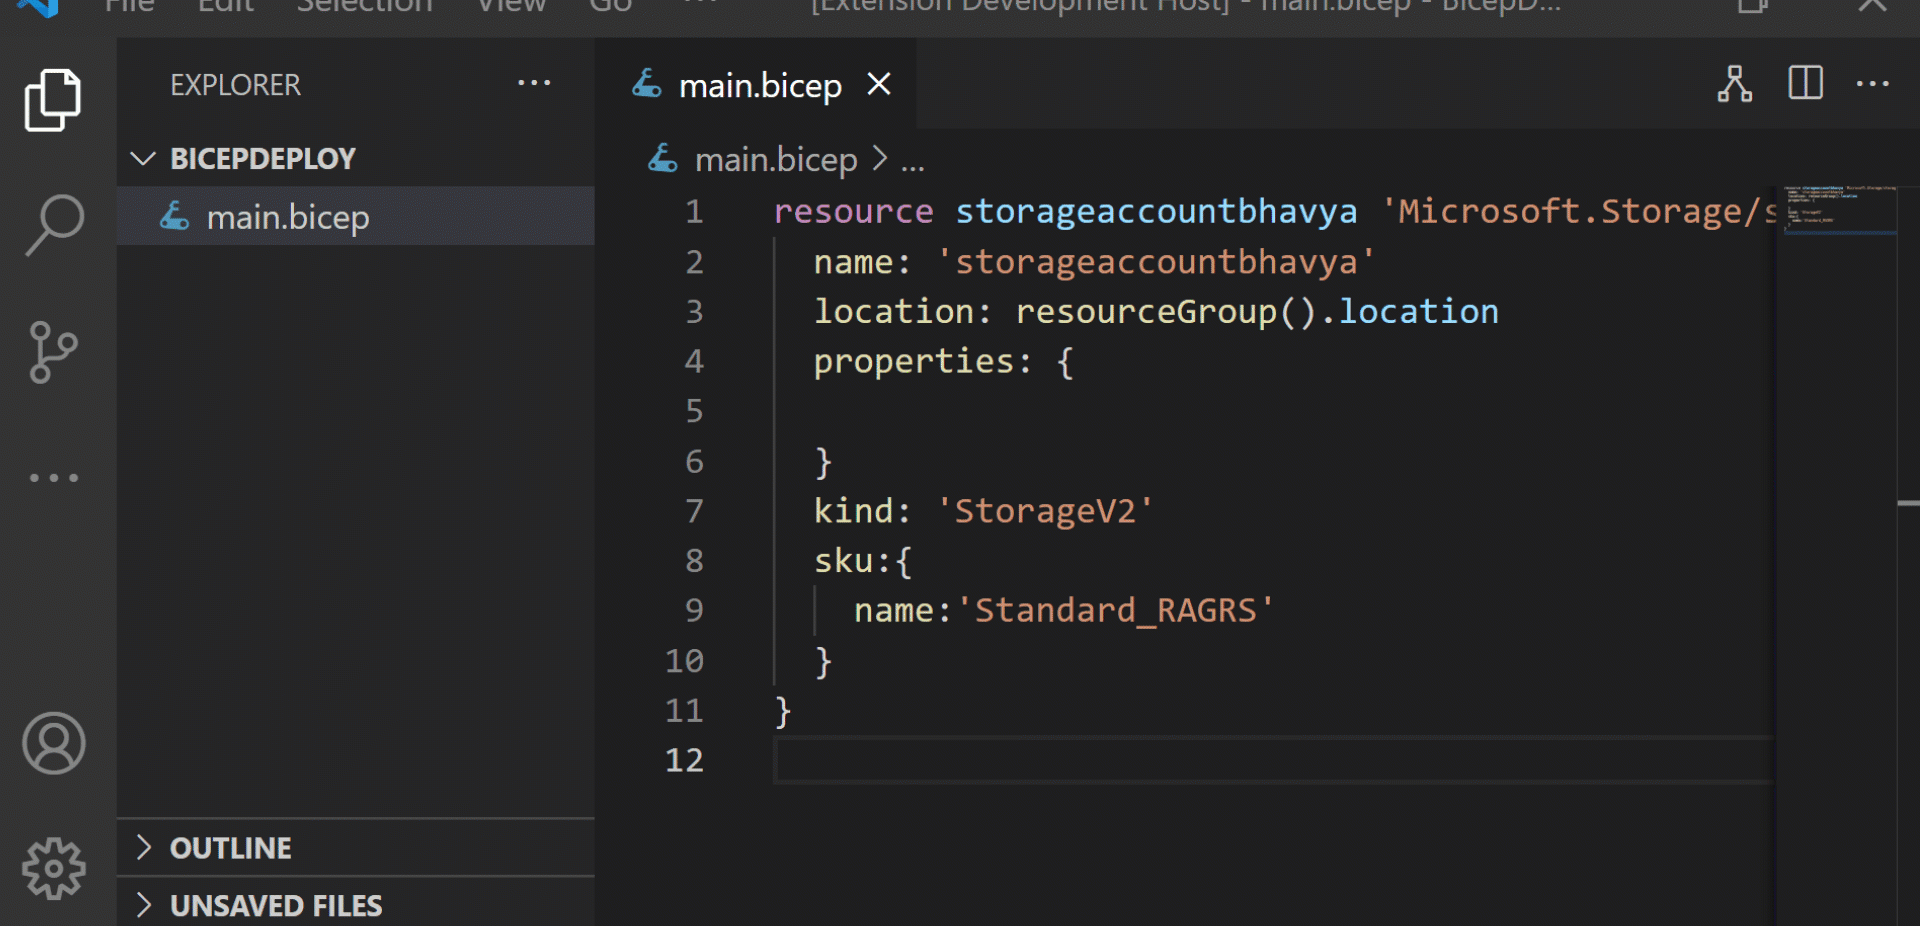 File Edit Selection View Go ... [Extension Development Host] - main.bicep - BicepD...
EXPLORER ...
main.bicep
BICEPDEPLOY
main.bicep
main.bicep > ...
1 resource storageaccountbhavya 'Microsoft.Storage/s
2 name: 'storageaccountbhavya'
3 location: resourceGroup().location
4 properties: {
5
6 }
7 kind: 'StorageV2'
8 sku:{
9 name:'Standard_RAGRS'
10 }
11 }
12
OUTLINE
UNSAVED FILES